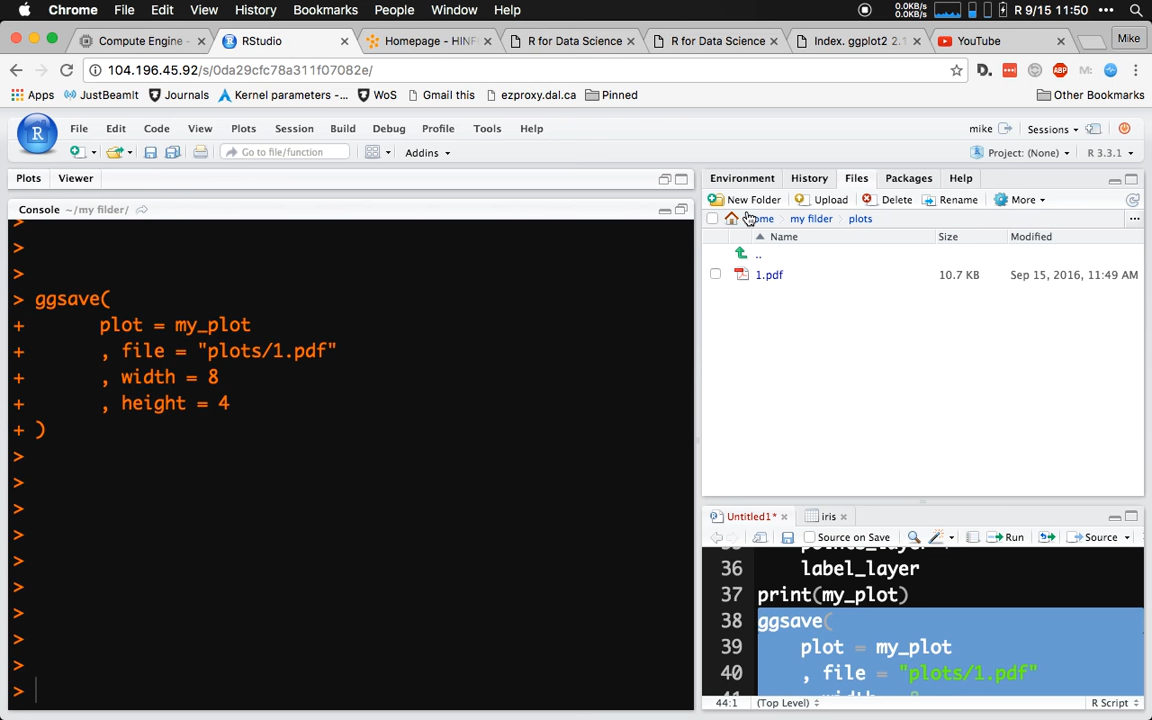 Chrome File Edit View History Bookmarks People Window Help 0.0KB/s 0.0KB/s R 9/15 11:50
Compute Engine - RStudio Homepage - HINF R for Data Science R for Data Science Index. ggplot2 2.1 YouTube Mike
104.196.45.92/s/0da29cfc78a311f07082e/ D. ABP M:
Apps JustBeamIt Journals Kernel parameters -... WoS Gmail this ezproxy.dal.ca Pinned Other Bookmarks
R File Edit Code View Plots Session Build Debug Profile Tools Help mike Sessions
Go to file/function Addins Project: (None) R 3.3.1
Plots Viewer
Console ~/my filder/
>
>
>
> ggsave(
+ plot = my_plot
+ , file = "plots/1.pdf"
+ , width = 8
+ , height = 4
+ )
>
>
>
>
>
>
>
>
>
>
Environment History Files Packages Help
New Folder Upload Delete Rename More
ome my filder plots
Name Size Modified
..
1.pdf 10.7 KB Sep 15, 2016, 11:49 AM
Untitled1* iris
Source on Save Run Source
36 label_layer
37 print(my_plot)
38 ggsave(
39 plot = my_plot
40 , file = "plots/1.pdf"
44:1 (Top Level) R Script